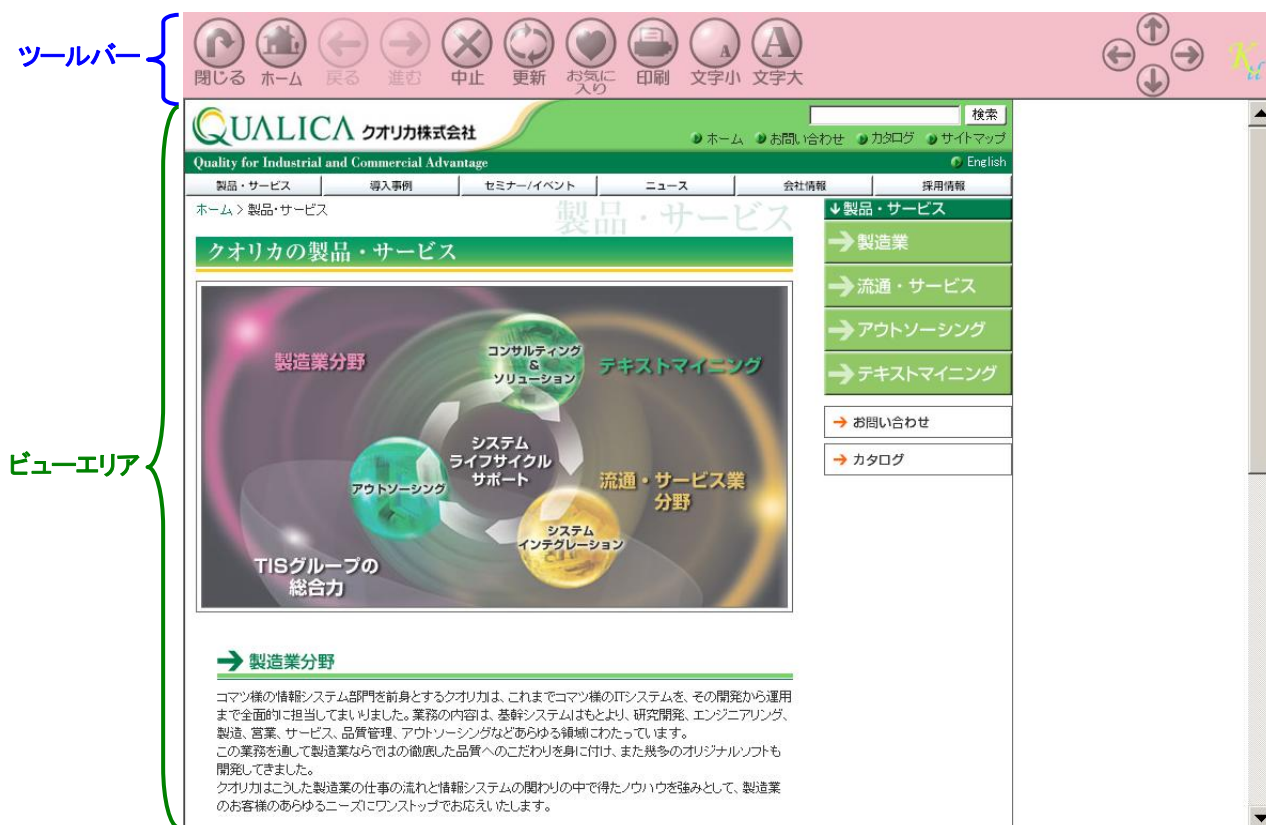 ツールバー
閉じる ホーム 戻る 進む 中止 更新 お気に入り 印刷 文字小 文字大
A A
Ku
ビューエリア
QUALICA クオリカ株式会社
検索
ホーム お問い合わせ カタログ サイトマップ
Quality for Industrial and Commercial Advantage
English
製品・サービス 導入事例 セミナー/イベント ニュース 会社情報 採用情報
ホーム > 製品・サービス
製品・サービス
クオリカの製品・サービス
製造業分野
コンサルティング
&
ソリューション
テキストマイニング
システム
ライフサイクル
サポート
アウトソーシング
流通・サービス業
分野
システム
インテグレーション
TISグループの
総合力
↓製品・サービス
製造業
流通・サービス
アウトソーシング
テキストマイニング
お問い合わせ
カタログ
製造業分野
コマツ様の情報システム部門を前身とするクオリカは、これまでコマツ様のITシステムを、その開発から運用
まで全面的に担当してまいりました。業務の内容は、基幹システムはもとより、研究開発、エンジニアリング、
製造、営業、サービス、品質管理、アウトソーシングなどあらゆる領域にわたっています。
この業務を通して製造業ならではの徹底した品質へのこだわりを身に付け、また幾多のオリジナルソフトも
開発してきました。
クオリカはこうした製造業の仕事の流れと情報システムの関わりの中で得たノウハウを強みとして、製造業
のお客様のあらゆるニーズにワンストップでお応えいたします。